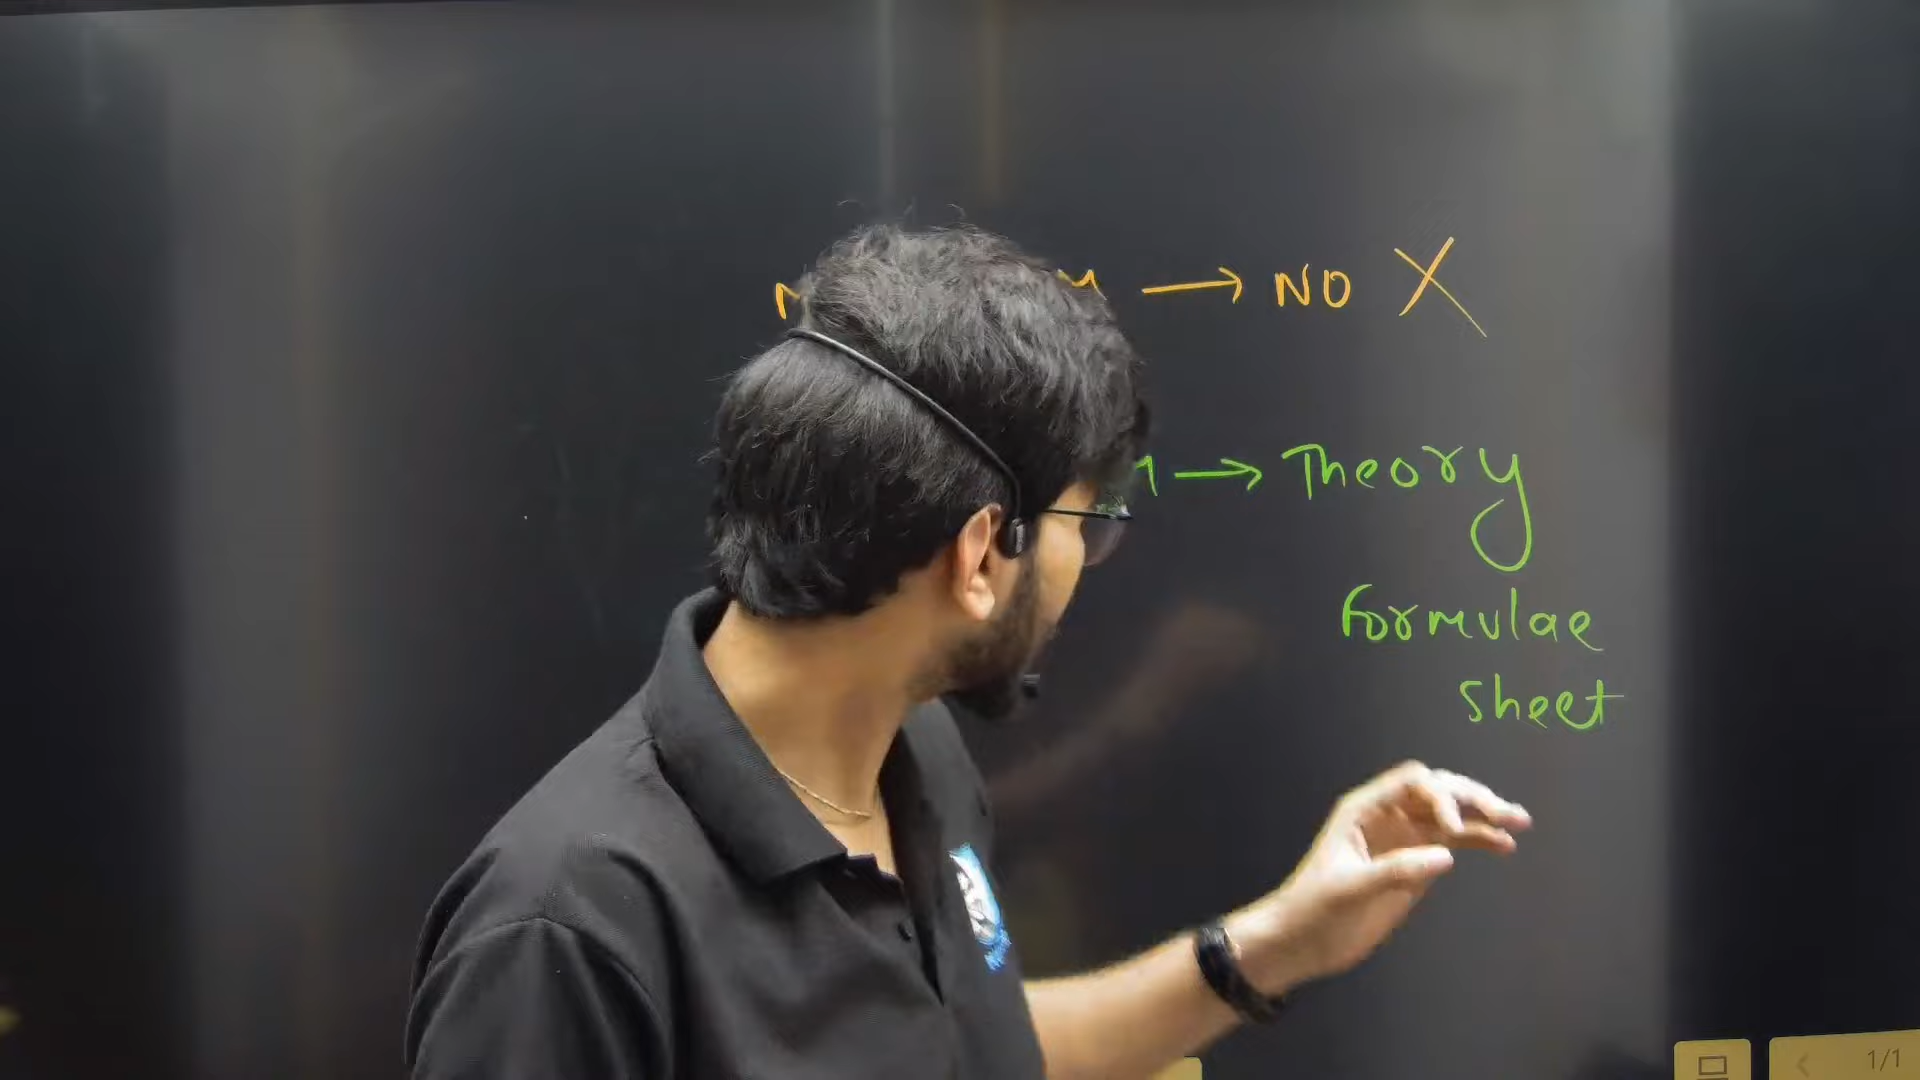 → NO X
→ Theory
formulae
sheet
1/1